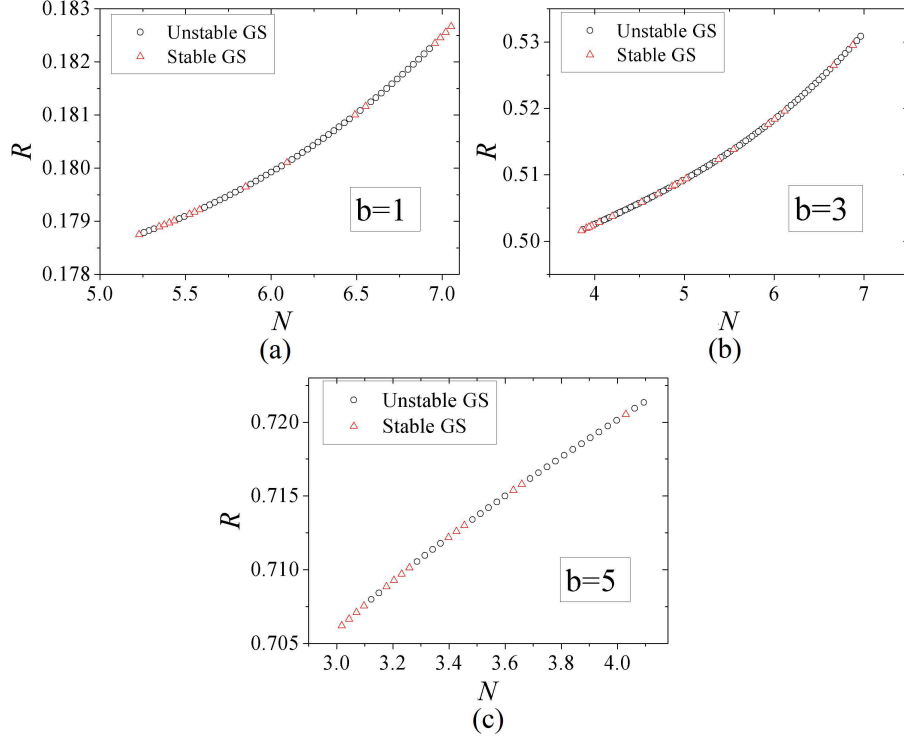 0.183
0.182
0.181
0.180
0.179
0.178
R
Unstable GS
Stable GS
b=1
5.0 5.5 6.0 6.5 7.0
N
(a)
0.53
0.52
0.51
0.50
R
Unstable GS
Stable GS
b=3
4 5 6 7
N
(b)
0.720
0.715
0.710
0.705
R
Unstable GS
Stable GS
b=5
3.0 3.2 3.4 3.6 3.8 4.0
N
(c)